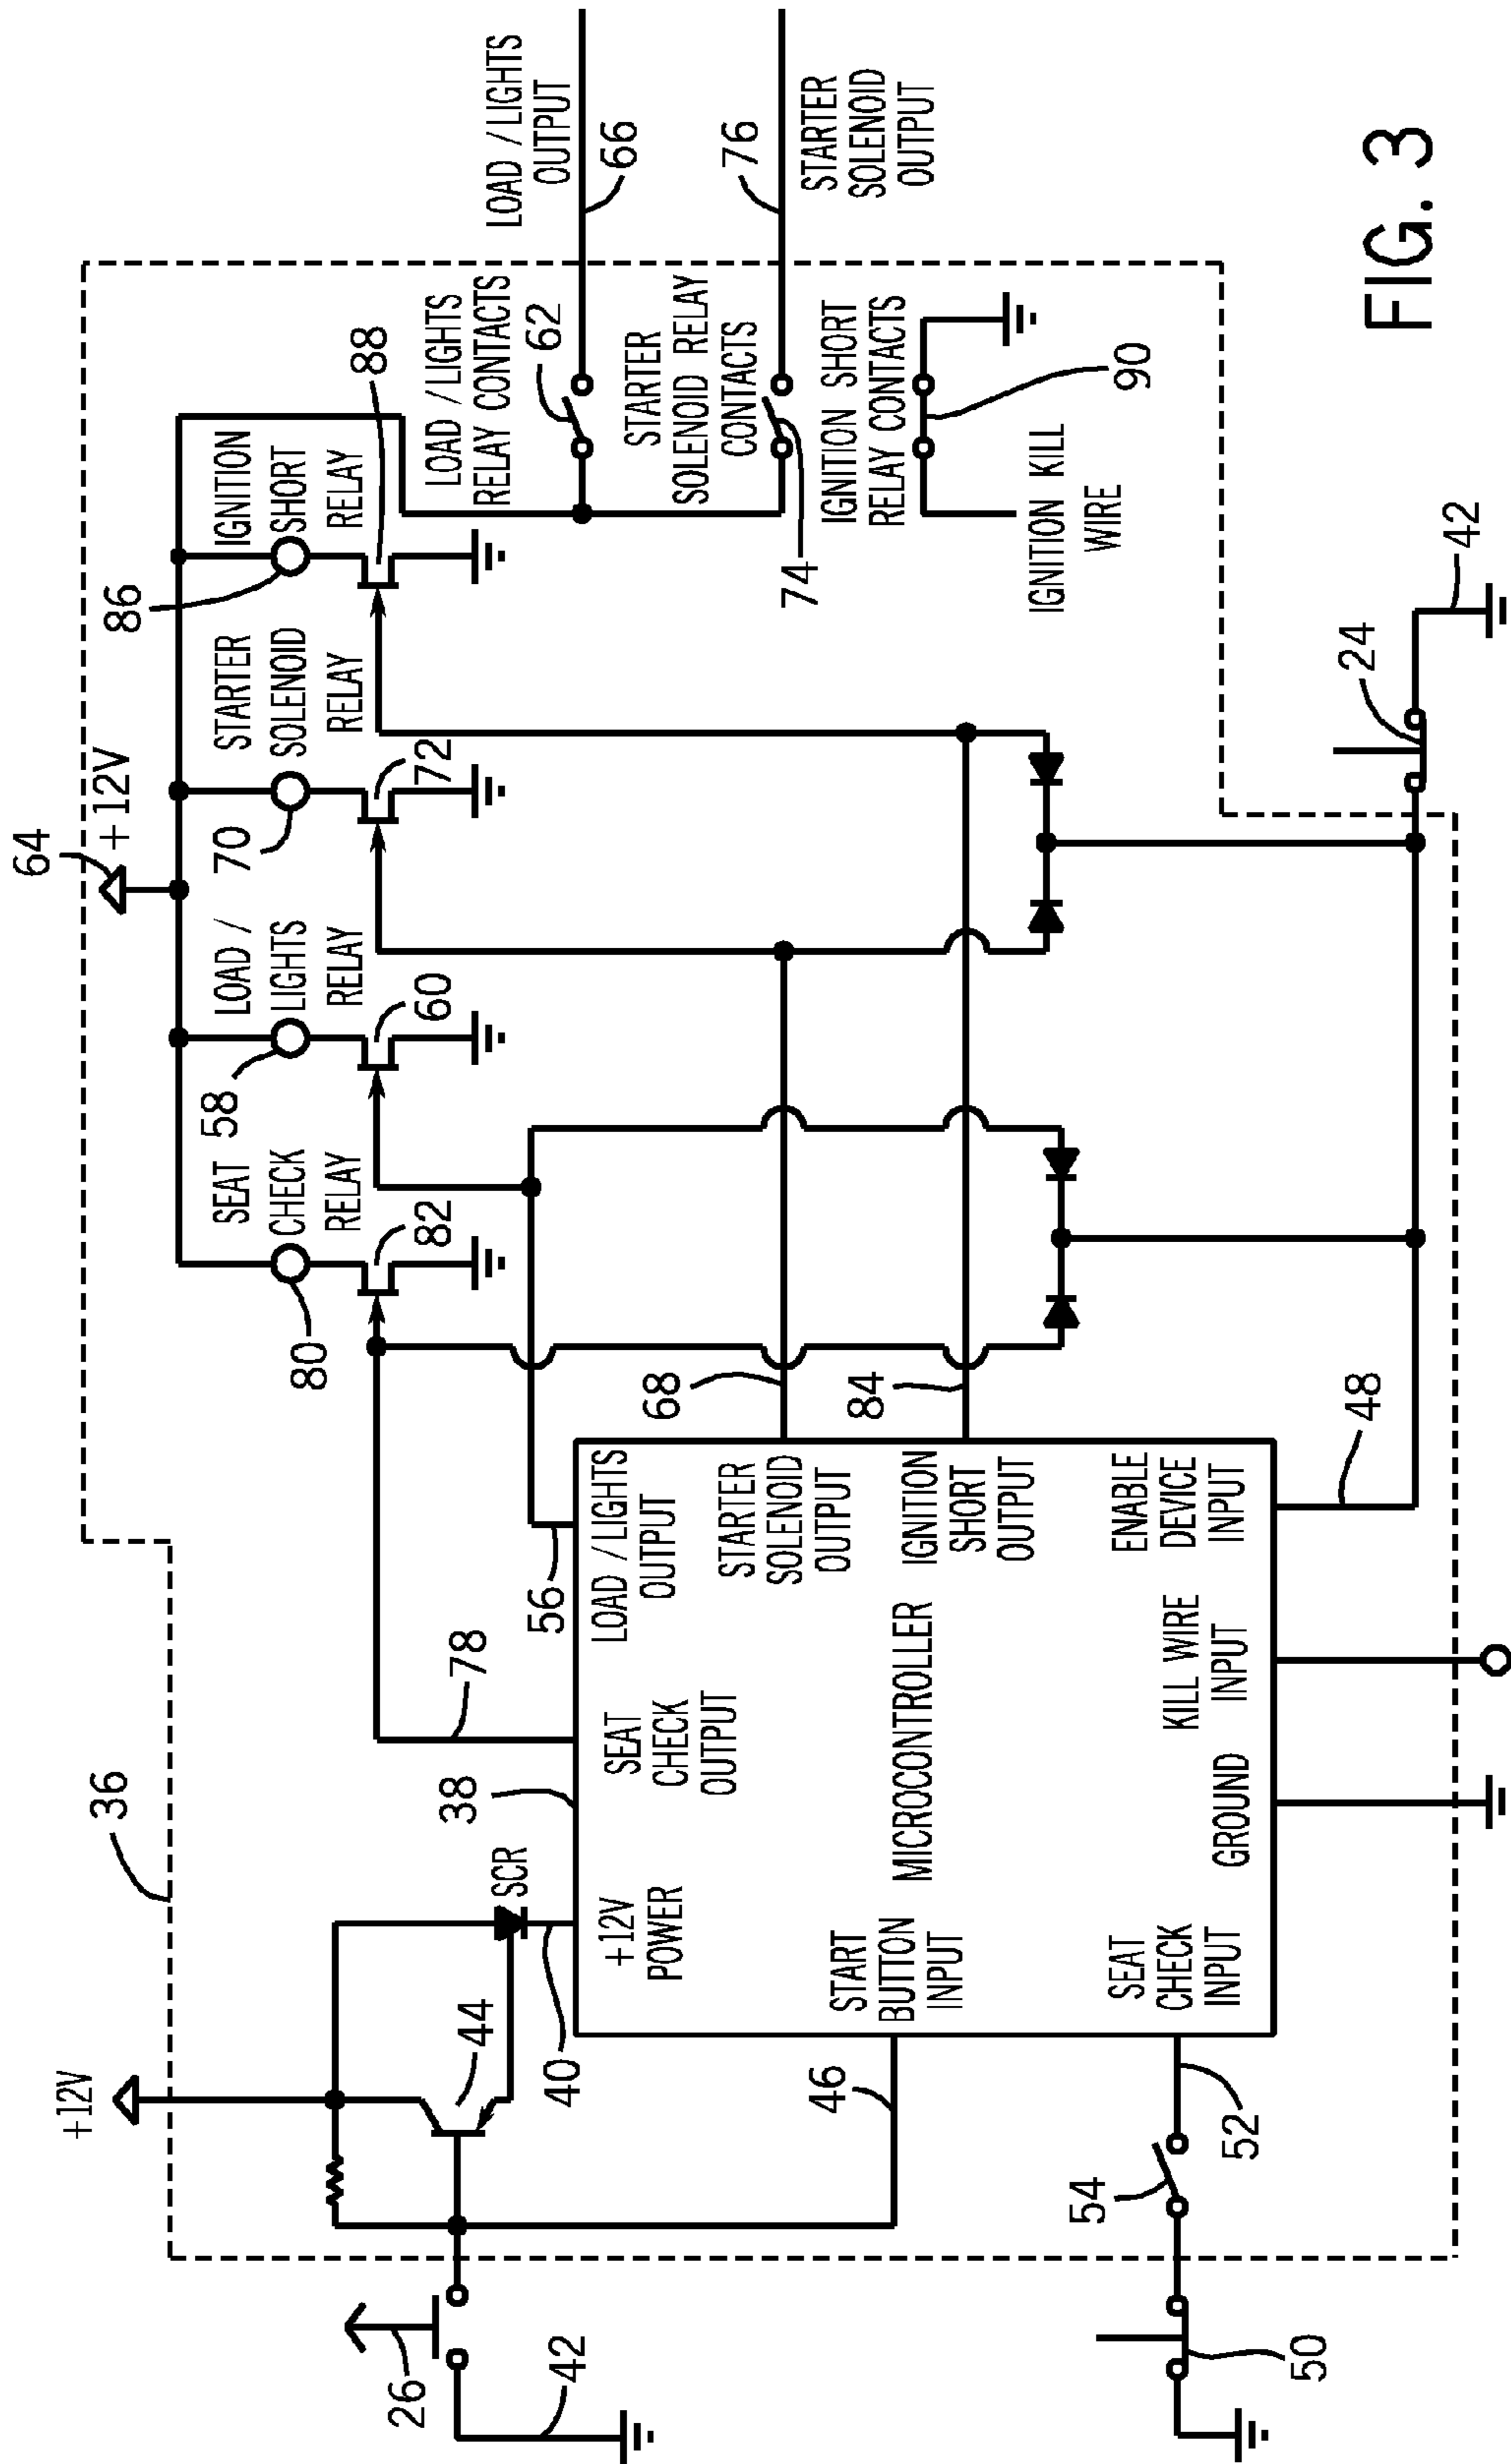 36
64
+12V
+12V
SEAT
CHECK
RELAY
LOAD /
LIGHTS
RELAY
STARTER
SOLENOID
RELAY
IGNITION
SHORT
RELAY
80
58
70
86
82
60
72
88
LOAD / LIGHTS
RELAY CONTACTS
62
LOAD / LIGHTS
OUTPUT
66
STARTER
SOLENOID RELAY
CONTACTS
74
76
STARTER
SOLENOID
OUTPUT
IGNITION SHORT
RELAY CONTACTS
90
IGNITION KILL
WIRE
26
42
44
SCR
40
38
78
56
68
84
46
+12V
POWER
SEAT
CHECK
OUTPUT
LOAD / LIGHTS
OUTPUT
STARTER
SOLENOID
OUTPUT
START
BUTTON
INPUT
MICROCONTROLLER
IGNITION
SHORT
OUTPUT
SEAT
CHECK
INPUT
GROUND
KILL WIRE
INPUT
ENABLE
DEVICE
INPUT
50
54
52
48
24
42
FIG. 3